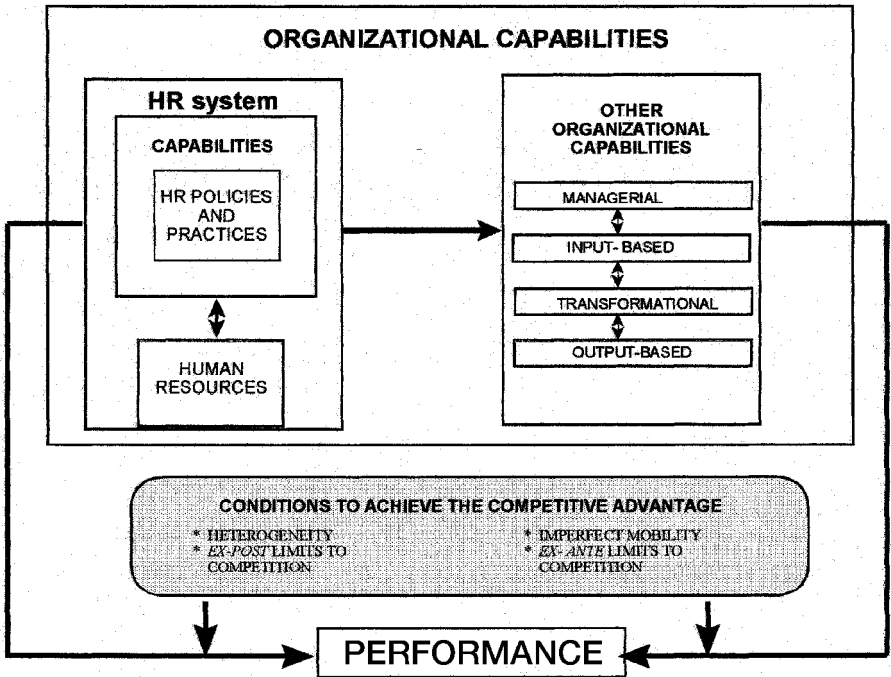 ORGANIZATIONAL CAPABILITIES
HR system
CAPABILITIES
HR POLICIES
AND
PRACTICES
HUMAN
RESOURCES
OTHER
ORGANIZATIONAL
CAPABILITIES
MANAGERIAL
INPUT- BASED
TRANSFORMATIONAL
OUTPUT-BASED
CONDITIONS TO ACHIEVE THE COMPETITIVE ADVANTAGE
* HETEROGENEITY
* EX-POST LIMITS TO
COMPETITION
* IMPERFECT MOBILITY
* EX- ANTE LIMITS TO
COMPETITION
PERFORMANCE